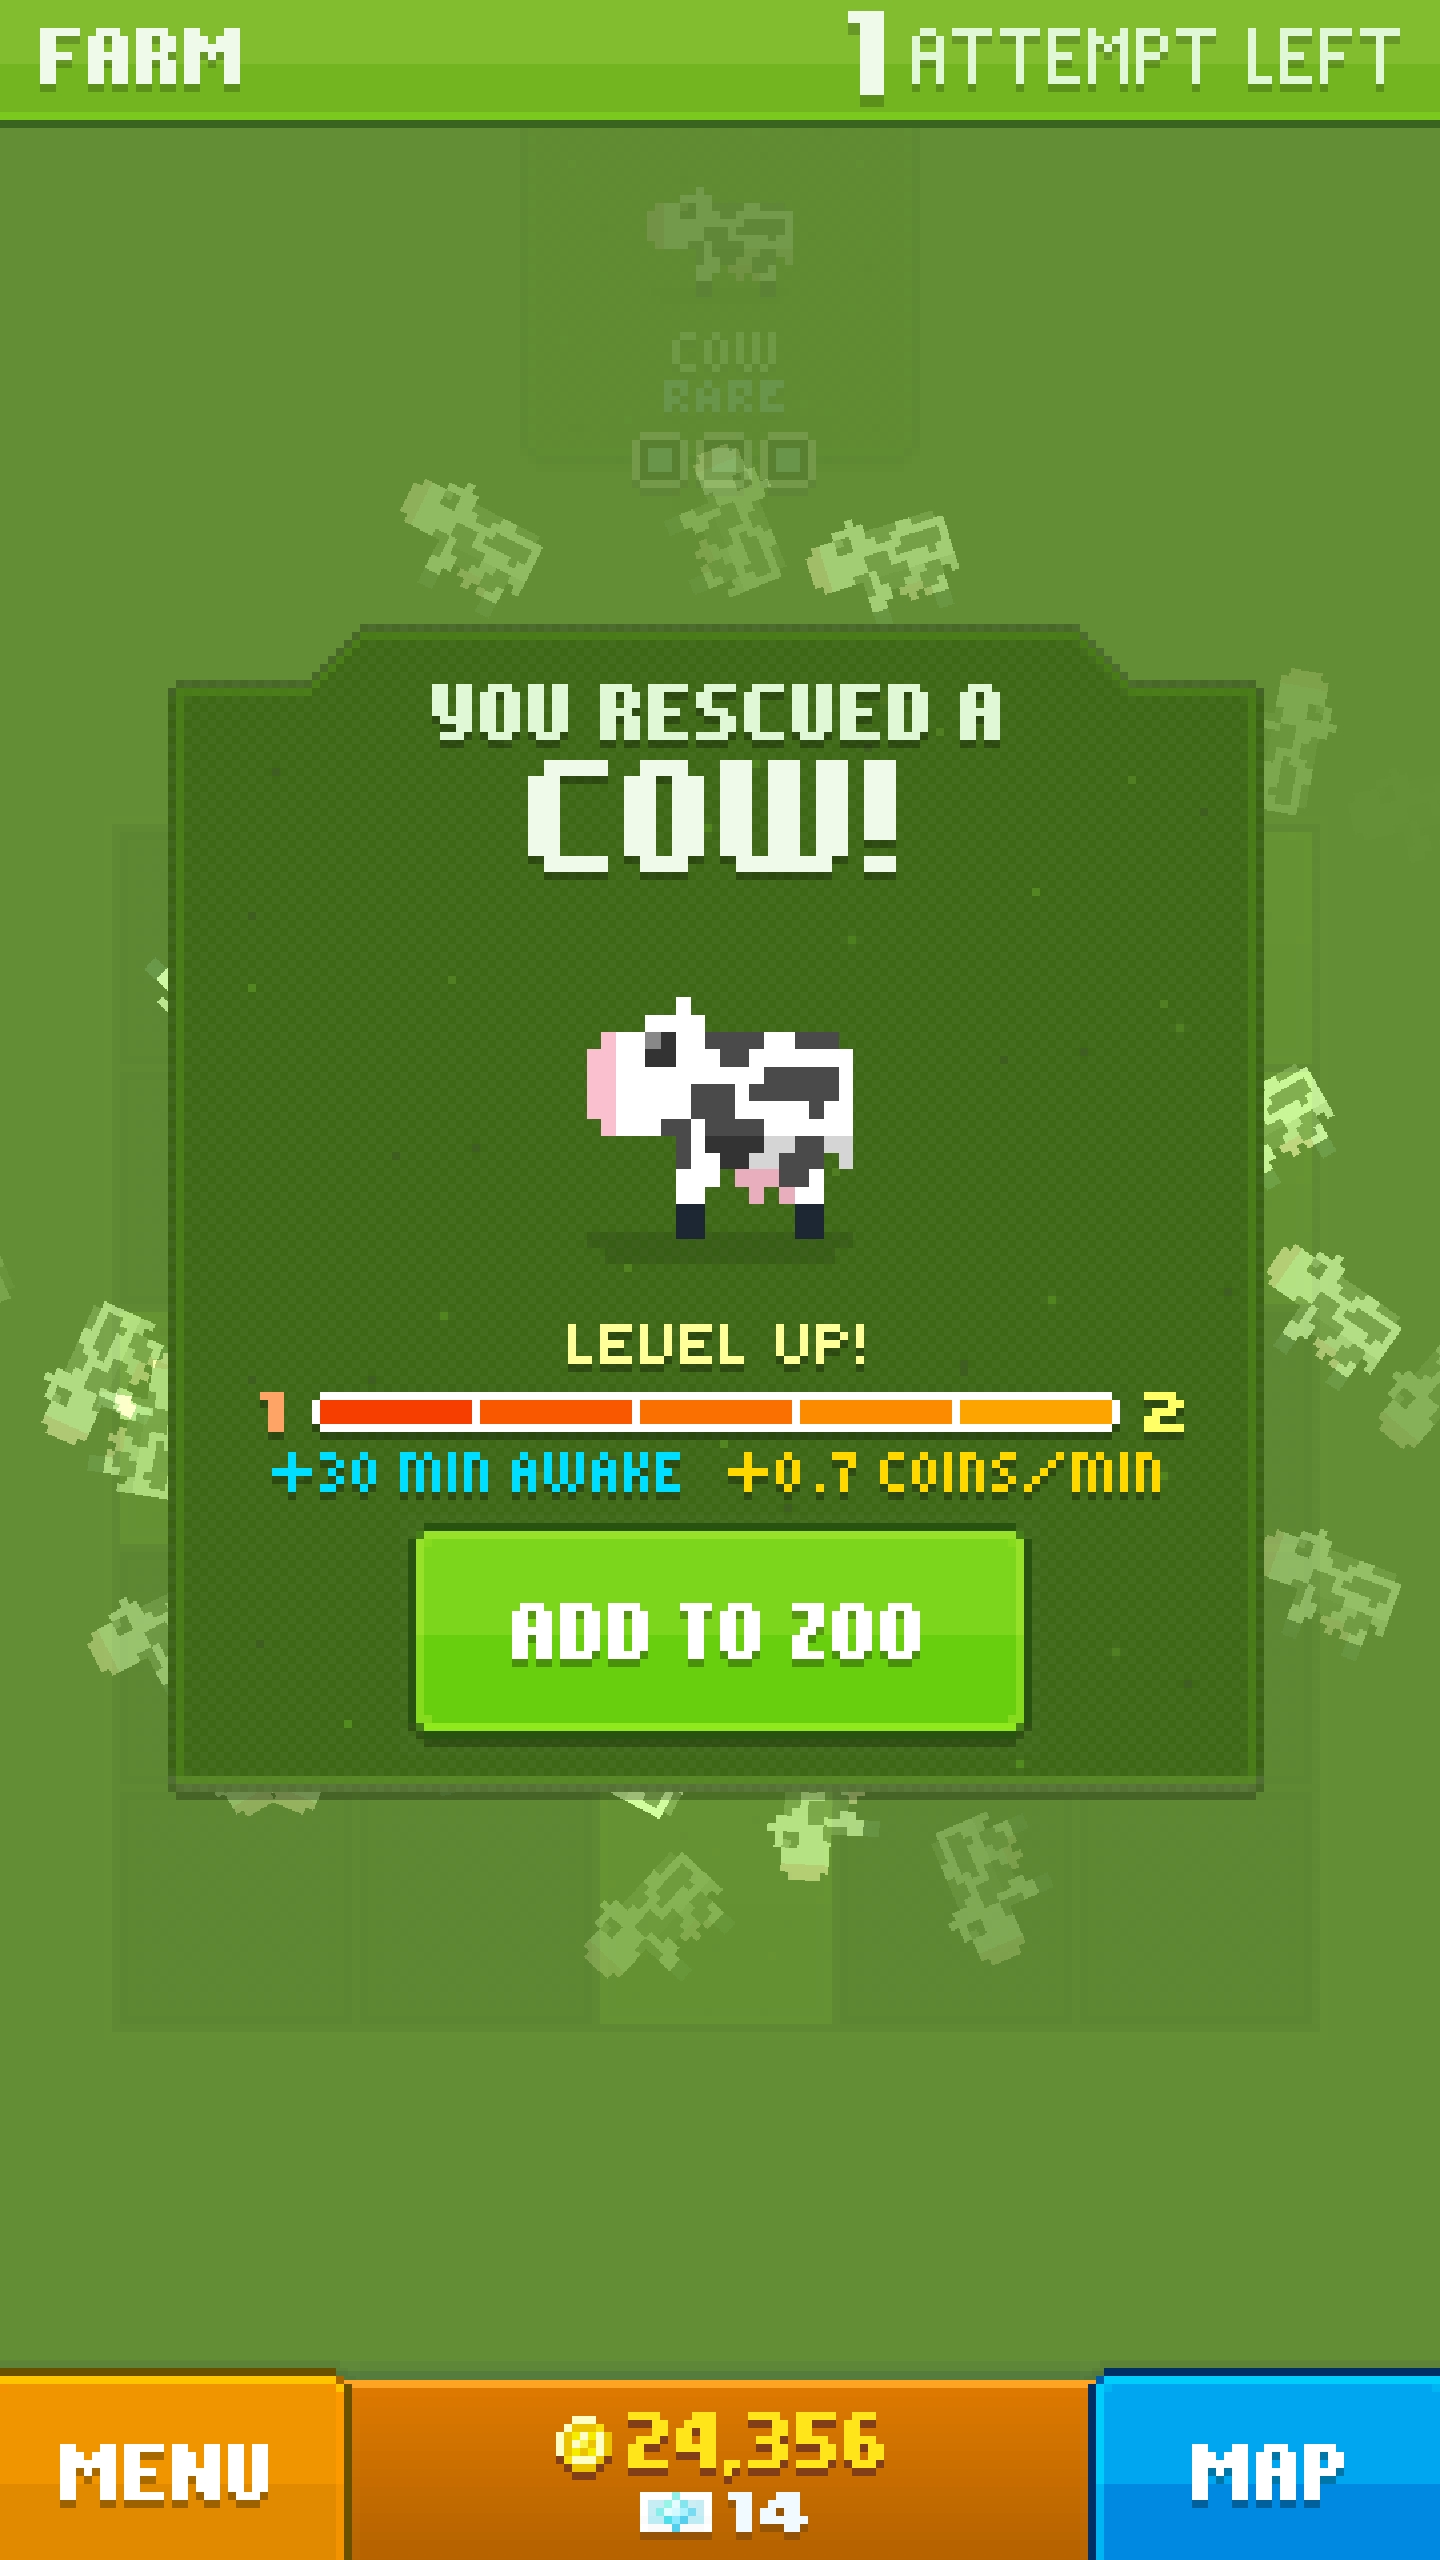 FARM
1 ATTEMPT LEFT
COW
RARE
YOU RESCUED A
COW!
LEVEL UP!
1 2
+30 MIN AWAKE +0.7 COINS/MIN
ADD TO ZOO
MENU
24,356
14
MAP